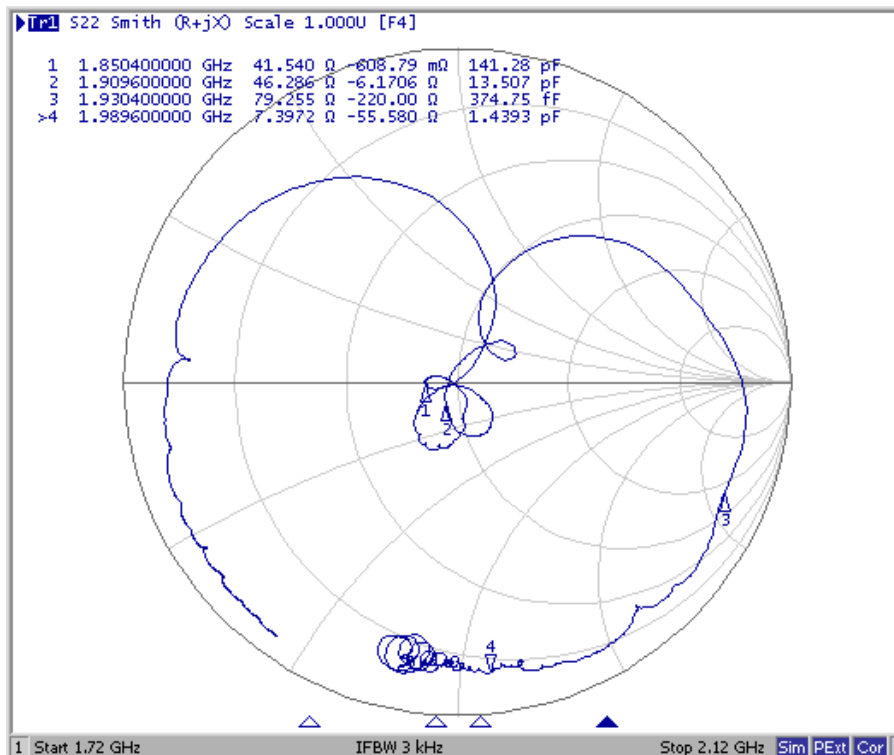 Tr1 S22 Smith (R+jX) Scale 1.000U [F4]
1 1.850400000 GHz 41.540 Ω -608.79 mΩ 141.28 pF
2 1.909600000 GHz 46.286 Ω -6.1706 Ω 13.507 pF
3 1.930400000 GHz 79.255 Ω -220.00 Ω 374.75 fF
>4 1.989600000 GHz 7.3972 Ω -55.580 Ω 1.4393 pF
1
2
3
4
1 Start 1.72 GHz IFBW 3 kHz Stop 2.12 GHz Sim PExt Cor